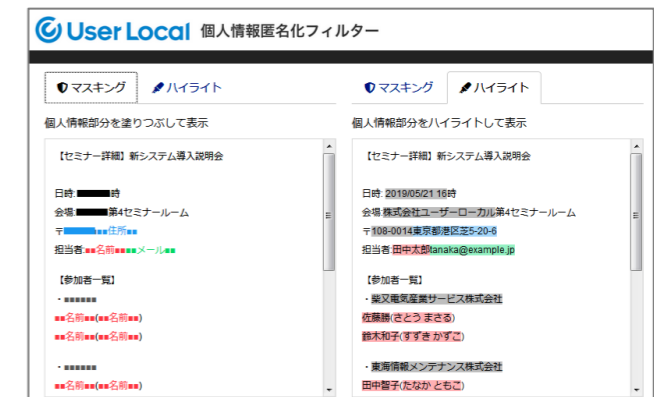 User Local 個人情報匿名化フィルター
マスキング ハイライト
個人情報部分を塗りつぶして表示
【セミナー詳細】新システム導入説明会
日時:■■■■■時
会場:■■■■■第4セミナールーム
〒■■■■■■■住所■■
担当者:■■名前■■■■メール■■
【参加者一覧】
・■■■■■■
■■名前■■(■■名前■■)
■■名前■■(■■名前■■)
・■■■■■■
■■名前■■(■■名前■■)
マスキング ハイライト
個人情報部分をハイライトして表示
【セミナー詳細】新システム導入説明会
日時: 2019/05/21 16時
会場:株式会社ユーザーローカル第4セミナールーム
〒108-0014東京都港区芝5-20-6
担当者:田中太郎tanaka@example.jp
【参加者一覧】
・柴又電気産業サービス株式会社
佐藤勝(さとう まさる)
鈴木和子(すずき かずこ)
・東海情報メンテナンス株式会社
田中智子(たなか ともこ)